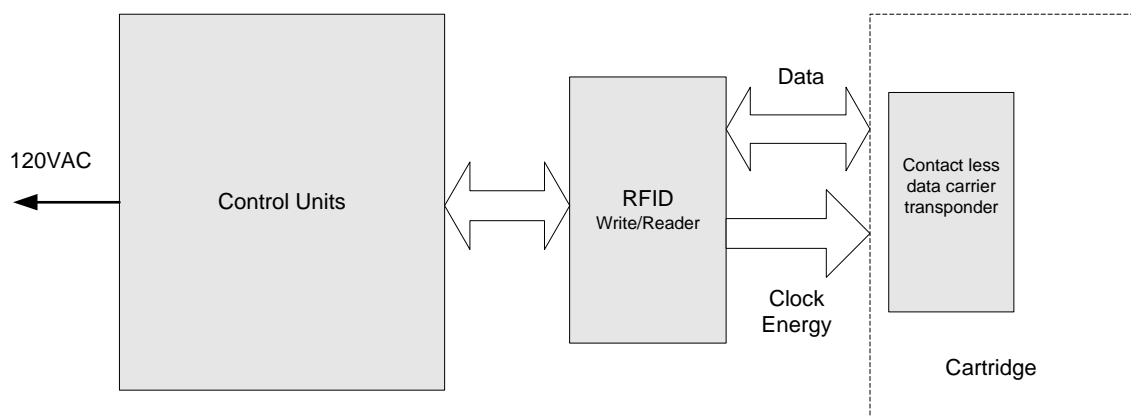 120VAC
Control Units
RFID
Write/Reader
Data
Clock
Energy
Contact less
data carrier
transponder
Cartridge